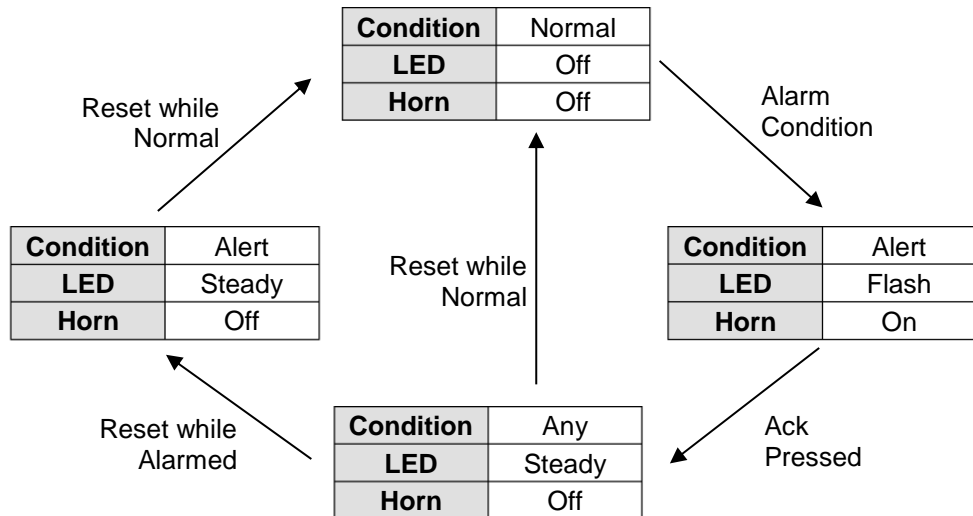 Condition Normal
LED Off
Horn Off
Reset while
Normal
Alarm
Condition
Condition Alert
LED Steady
Horn Off
Reset while
Normal
Condition Alert
LED Flash
Horn On
Reset while
Alarmed
Condition Any
LED Steady
Horn Off
Ack
Pressed